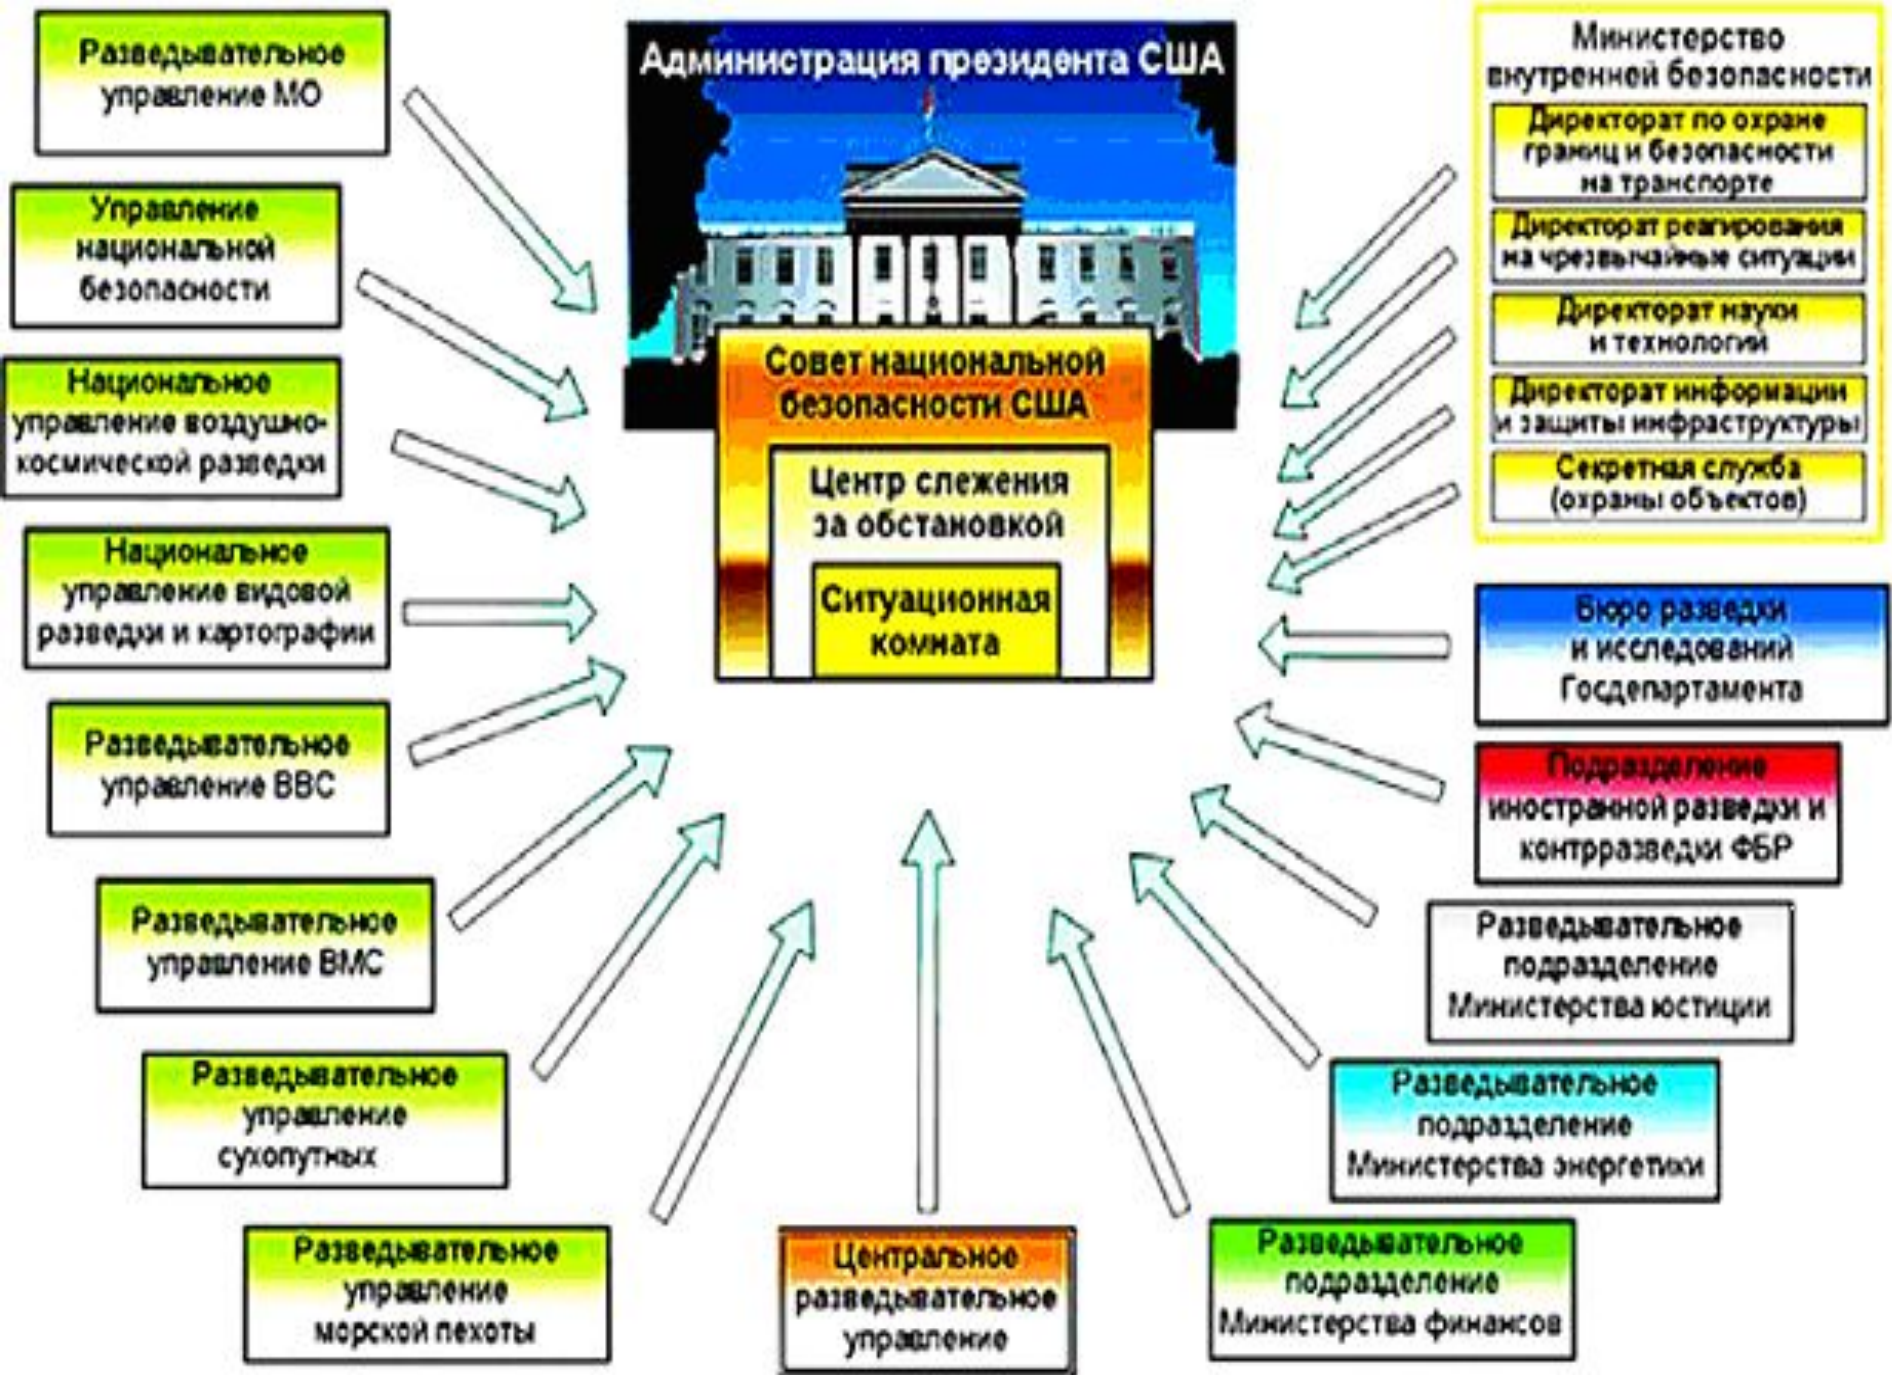 Разведывательное
управление МО
Управление
национальной
безопасности
Национальное
управление воздушно-
космической разведки
Национальное
управление видовой
разведки и картографии
Разведывательное
управление ВВС
Разведывательное
управление ВМС
Разведывательное
управление
сухопутных
Разведывательное
управление
морской пехоты
Администрация президента США
Совет национальной
безопасности США
Центр слежения
за обстановкой
Ситуационная
комната
Центральное
разведывательное
управление
Министерство
внутренней безопасности
Директорат по охране
границ и безопасности
на транспорте
Директорат реагирования
на чрезвычайные ситуации
Директорат науки
и технологий
Директорат информации
и защиты инфраструктуры
Секретная служба
(охраны объектов)
Бюро разведки
и исследований
Госдепартамента
Подразделение
иностранной разведки и
контрразведки ФБР
Разведывательное
подразделение
Министерства юстиции
Разведывательное
подразделение
Министерства энергетики
Разведывательное
подразделение
Министерства финансов